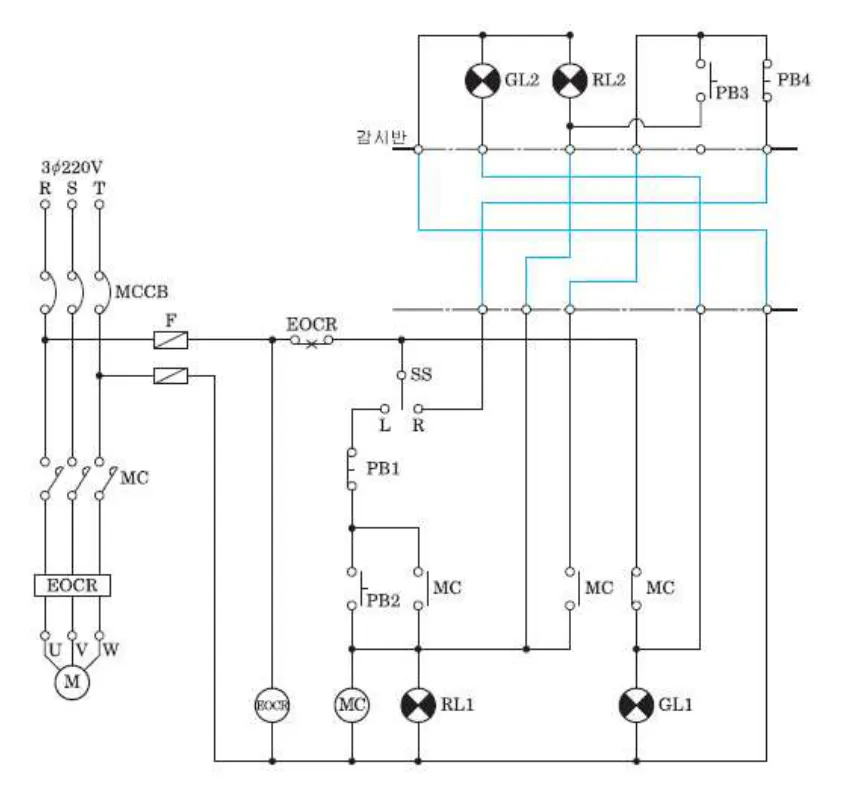 GL2 RL2
PB3 PB4
감시반
3φ220V
R S T
MCCB
F
EOCR
SS
L R
PB1
MC
EOCR
PB2 MC MC MC
U V W
M
EOCR MC RL1 GL1